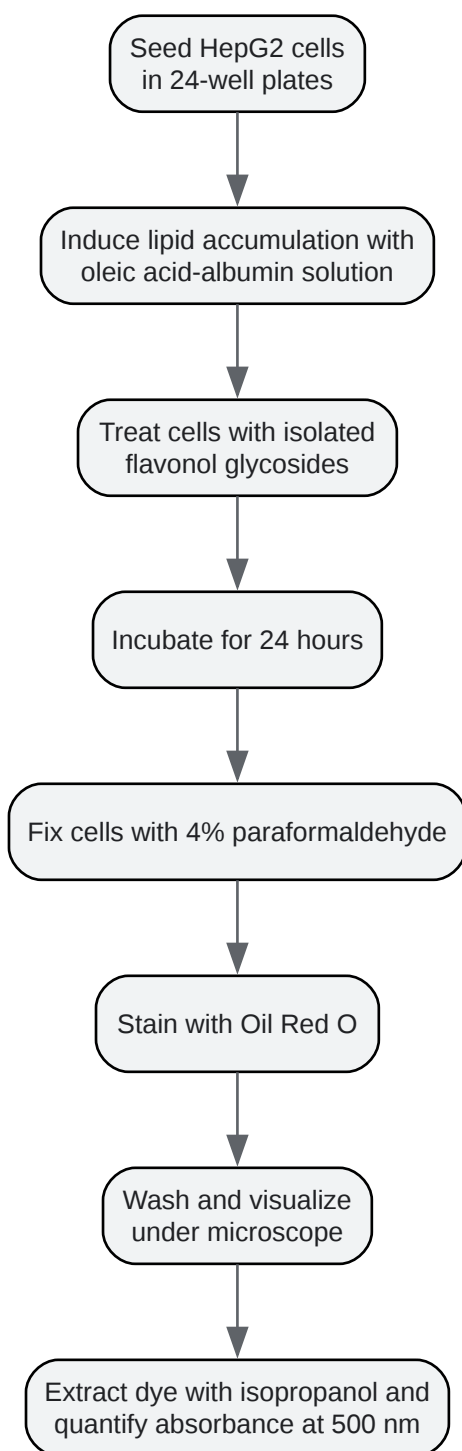 Seed HepG2 cells
in 24-well plates
Induce lipid accumulation with
oleic acid-albumin solution
Treat cells with isolated
flavonol glycosides
Incubate for 24 hours
Fix cells with 4% paraformaldehyde
Stain with Oil Red O
Wash and visualize
under microscope
Extract dye with isopropanol and
quantify absorbance at 500 nm